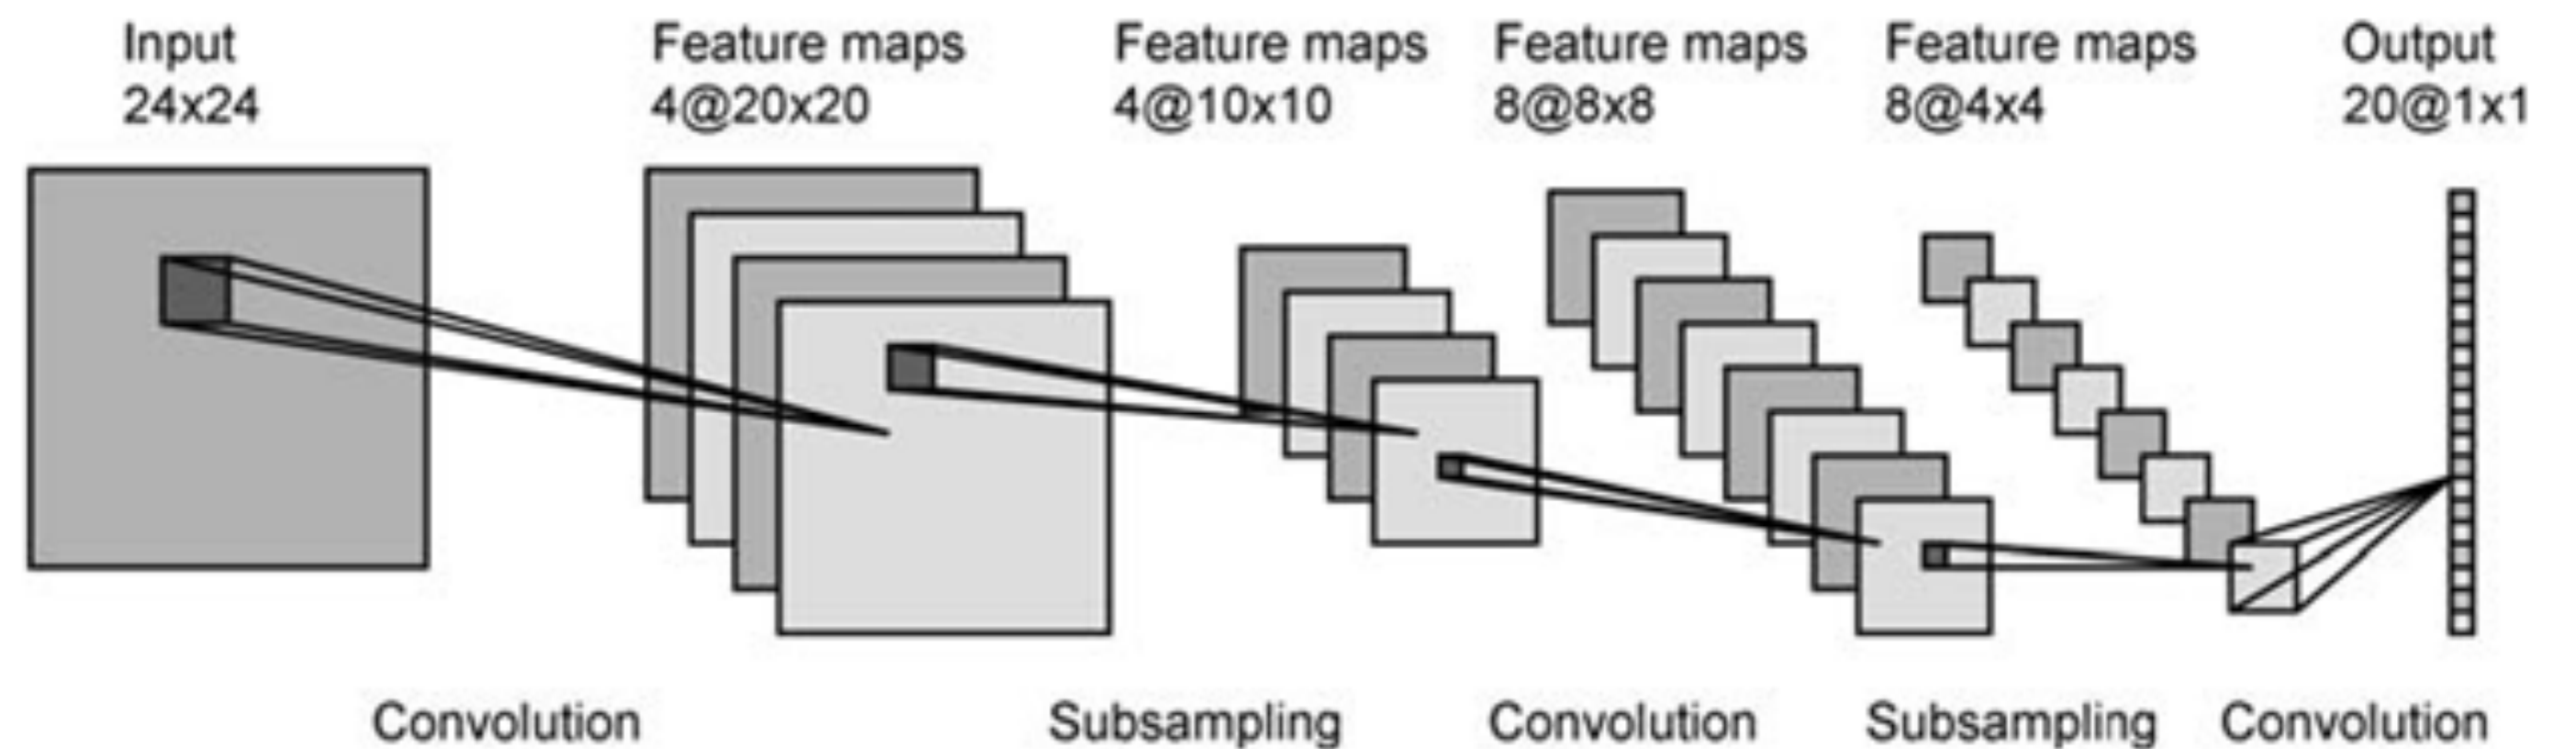 Input
24x24
Feature maps
4@20x20
Feature maps
4@10x10
Feature maps
8@8x8
Feature maps
8@4x4
Output
20@1x1
Convolution
Subsampling
Convolution
Subsampling
Convolution